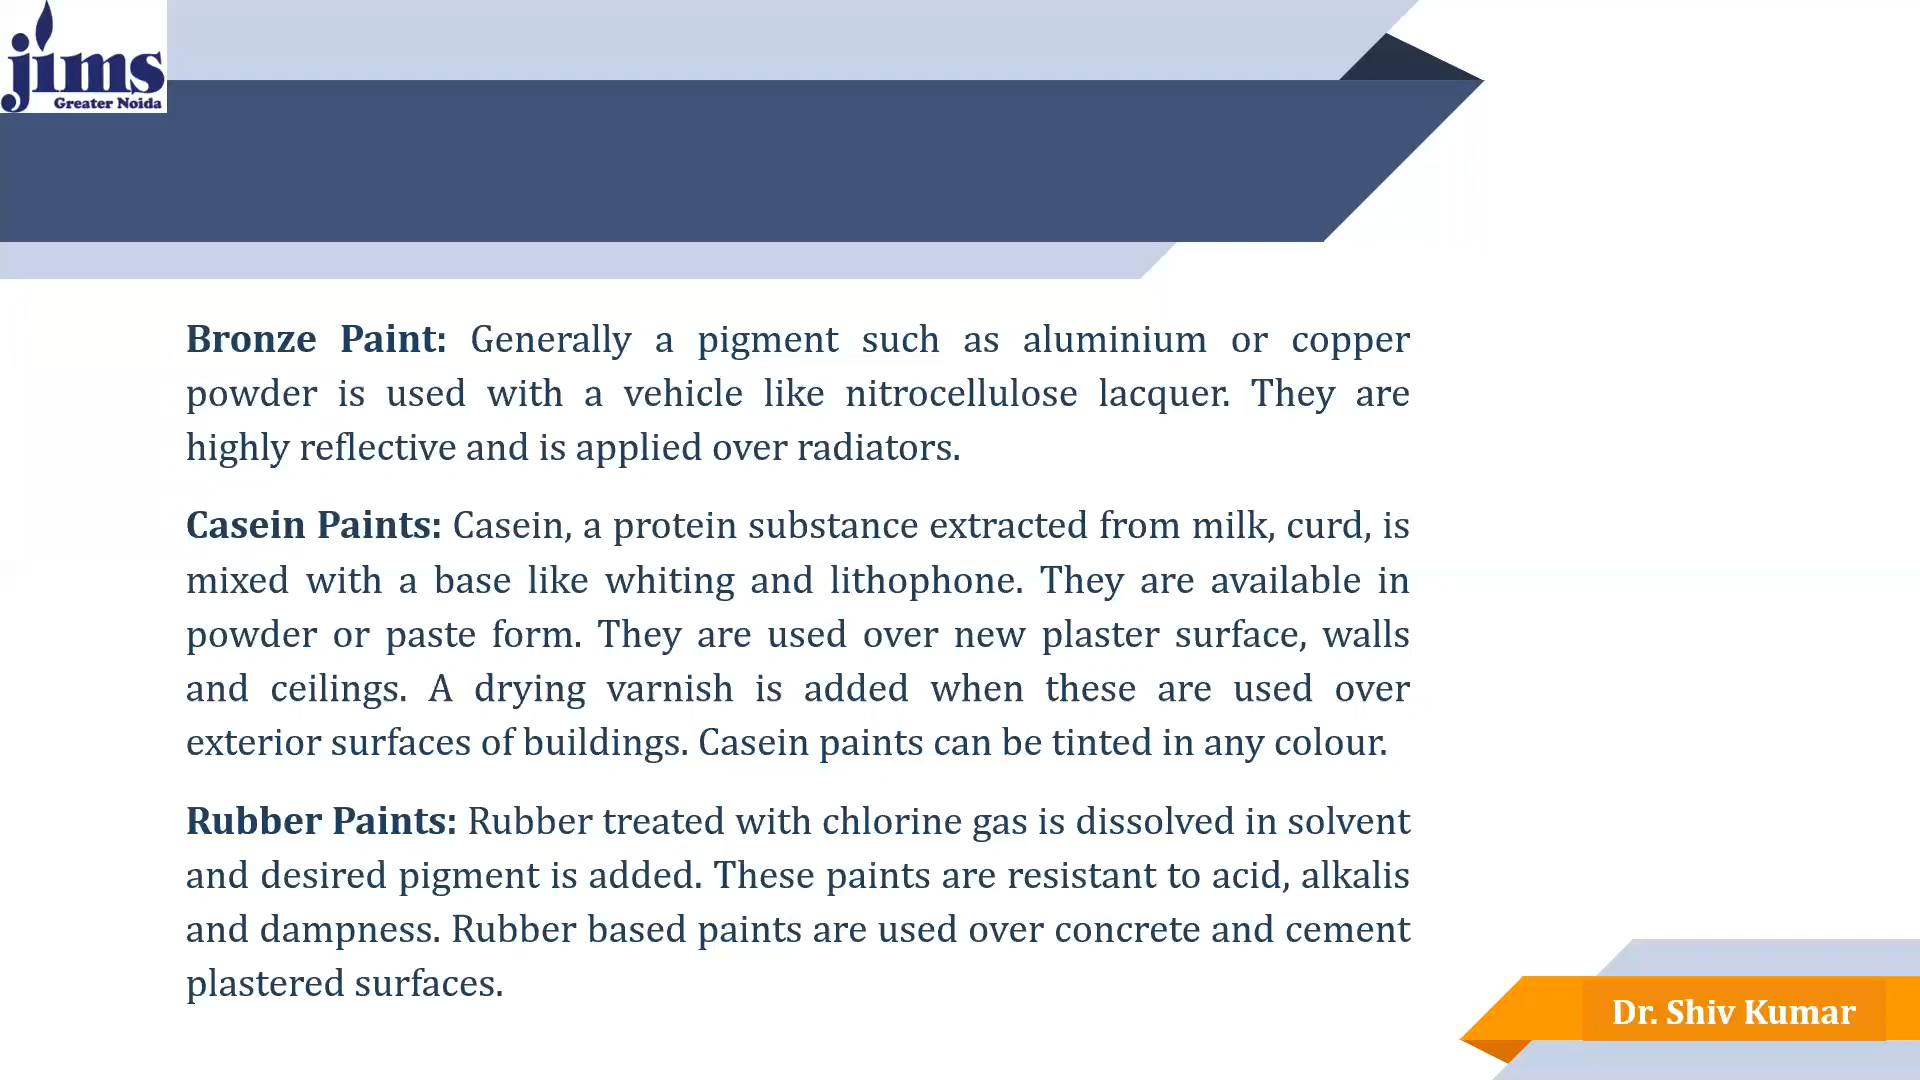 jims
Greater Noida
Bronze Paint: Generally a pigment such as aluminium or copper
powder is used with a vehicle like nitrocellulose lacquer. They are
highly reflective and is applied over radiators.
Casein Paints: Casein, a protein substance extracted from milk, curd, is
mixed with a base like whiting and lithophone. They are available in
powder or paste form. They are used over new plaster surface, walls
and ceilings. A drying varnish is added when these are used over
exterior surfaces of buildings. Casein paints can be tinted in any colour.
Rubber Paints: Rubber treated with chlorine gas is dissolved in solvent
and desired pigment is added. These paints are resistant to acid, alkalis
and dampness. Rubber based paints are used over concrete and cement
plastered surfaces.
Dr. Shiv Kumar